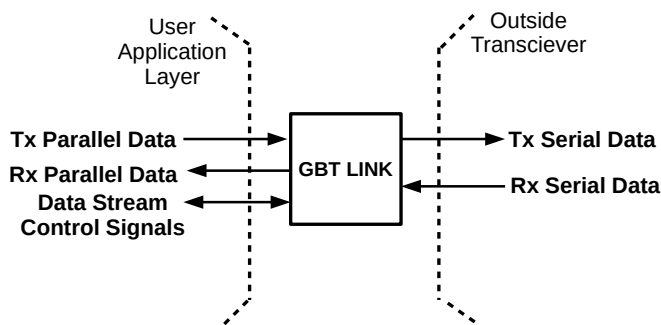 User
Application
Layer
Outside
Transciever
Tx Parallel Data
Rx Parallel Data
Data Stream
Control Signals
GBT LINK
Tx Serial Data
Rx Serial Data